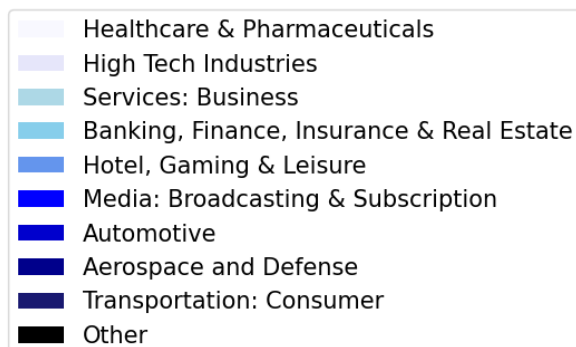 Healthcare & Pharmaceuticals
High Tech Industries
Services: Business
Banking, Finance, Insurance & Real Estate
Hotel, Gaming & Leisure
Media: Broadcasting & Subscription
Automotive
Aerospace and Defense
Transportation: Consumer
Other